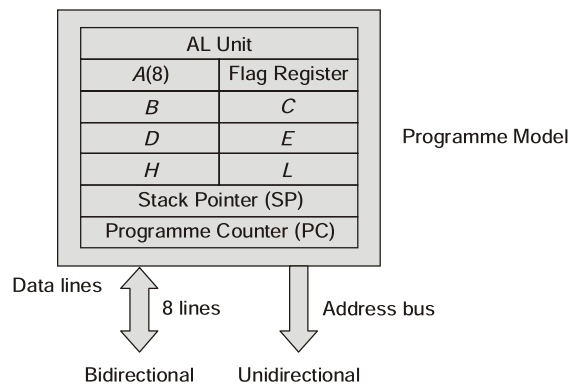 AL Unit
A(8) Flag Register
B C
D E
H L
Stack Pointer (SP)
Programme Counter (PC)
Programme Model
Data lines
8 lines
Address bus
Bidirectional Unidirectional